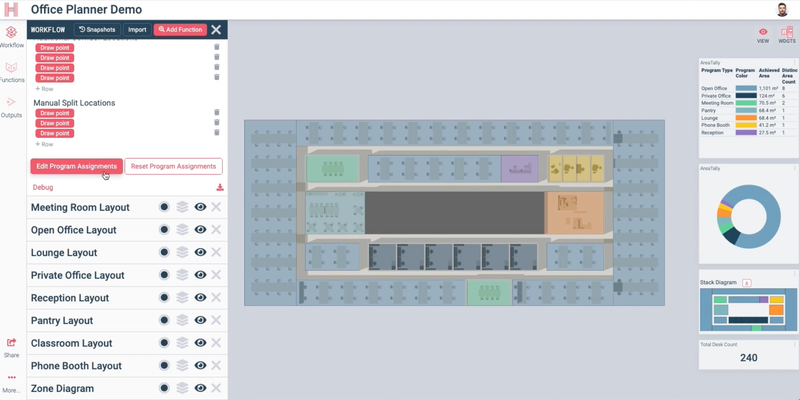 Office Planner Demo
WORKFLOW
Snapshots
Import
Add Function
Workflow
Functions
Outputs
Share
More...
Draw point
Draw point
Draw point
Draw point
+ Row
Manual Split Locations
Draw point
Draw point
Draw point
+ Row
Edit Program Assignments
Reset Program Assignments
Debug
Meeting Room Layout
Open Office Layout
Lounge Layout
Private Office Layout
Reception Layout
Pantry Layout
Classroom Layout
Phone Booth Layout
Zone Diagram
VIEW
WDGTS
AreaTally
Program Type Program Color Achieved Area Distinct Area Count
Open Office 1,101 m² 8
Private Office 124 m² 6
Meeting Room 70.5 m² 2
Pantry 68.4 m² 1
Lounge 68.4 m² 1
Phone Booth 41.2 m² 2
Reception 27.5 m² 1
AreaTally
Stack Diagram
Total Desk Count
240